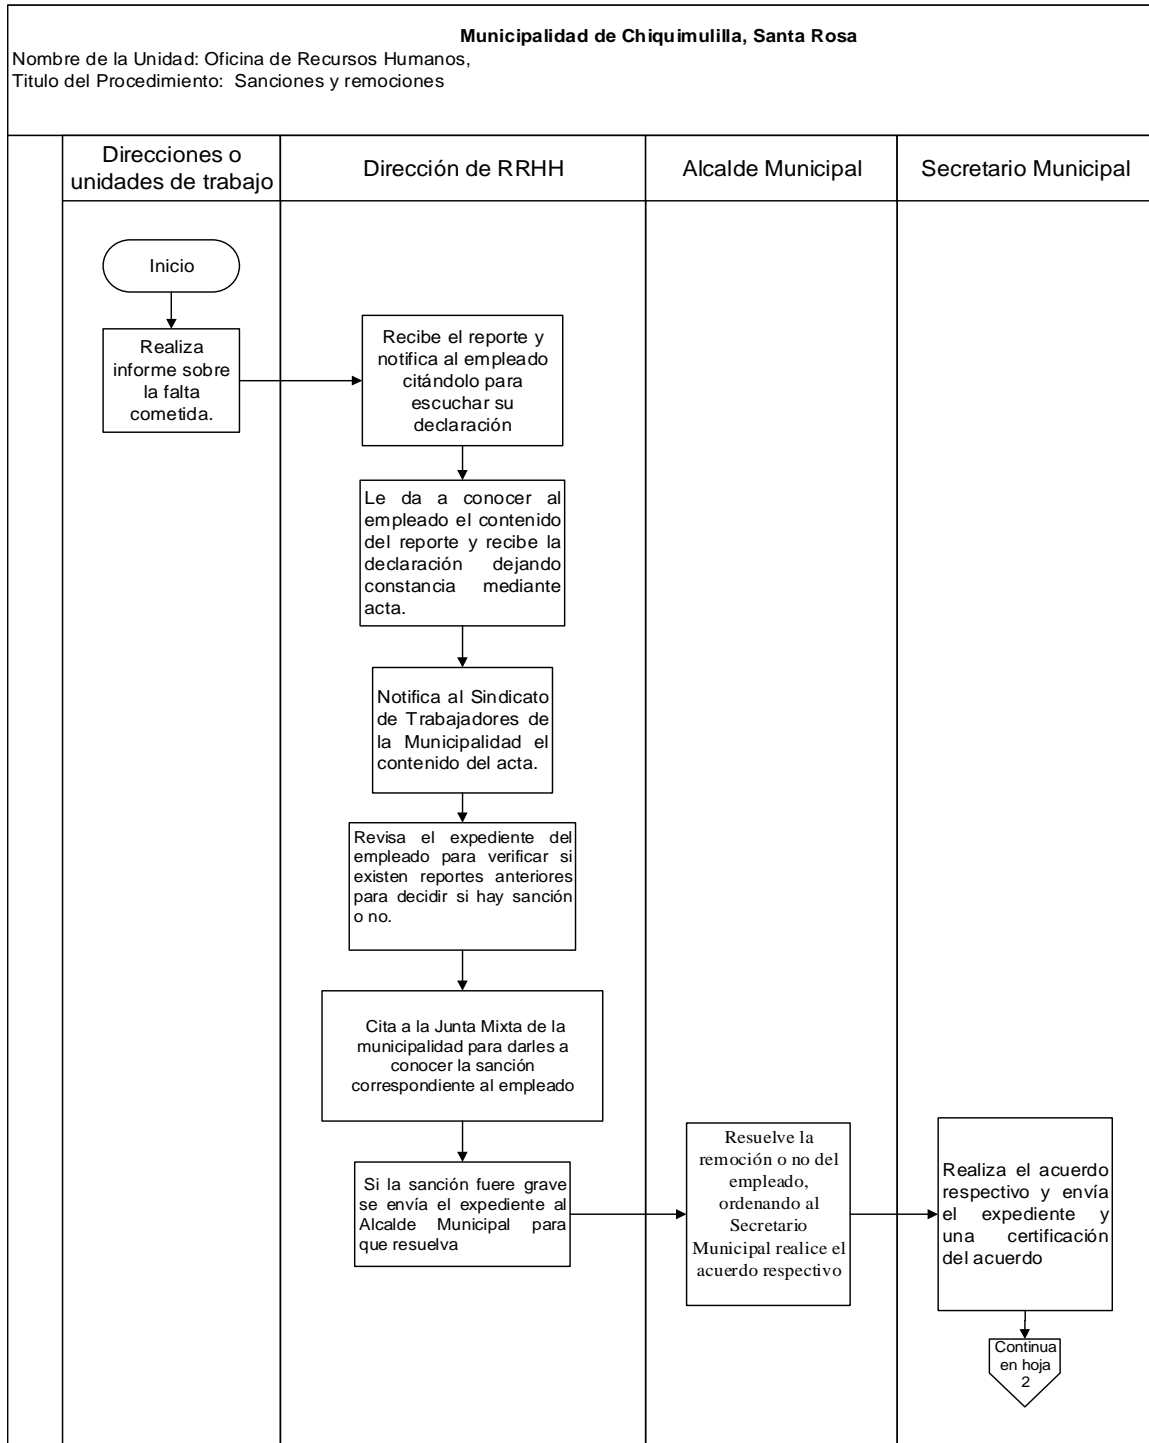 Municipalidad de Chiquimulilla, Santa Rosa
Nombre de la Unidad: Oficina de Recursos Humanos,
Titulo del Procedimiento: Sanciones y remociones
Direcciones o
unidades de trabajo
Dirección de RRHH
Alcalde Municipal
Secretario Municipal
Inicio
Realiza
informe sobre
la falta
cometida.
Recibe el reporte y
notifica al empleado
citándolo para
escuchar su
declaración
Le da a conocer al
empleado el contenido
del reporte y recibe la
declaración dejando
constancia mediante
acta.
Notifica al Sindicato
de Trabajadores de
la Municipalidad el
contenido del acta.
Revisa el expediente del
empleado para verificar si
existen reportes anteriores
para decidir si hay sanción
o no.
Cita a la Junta Mixta de la
municipalidad para darles a
conocer la sanción
correspondiente al empleado
Si la sanción fuere grave
se envía el expediente al
Alcalde Municipal para
que resuelva
Resuelve la
remoción o no del
empleado,
ordenando al
Secretario
Municipal realice el
acuerdo respectivo
Realiza el acuerdo
respectivo y envía
el expediente y
una certificación
del acuerdo
Continua
en hoja
2